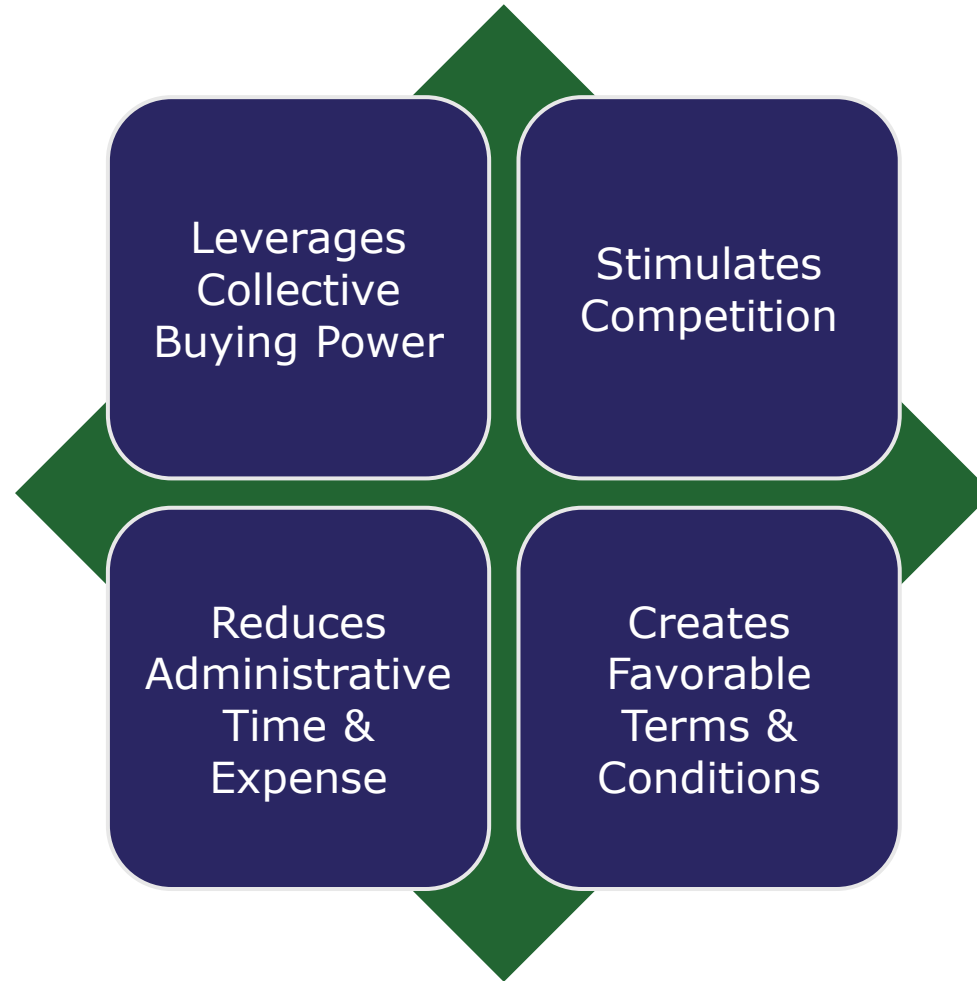 Leverages
Collective
Buying Power
Stimulates
Competition
Reduces
Administrative
Time &
Expense
Creates
Favorable
Terms &
Conditions